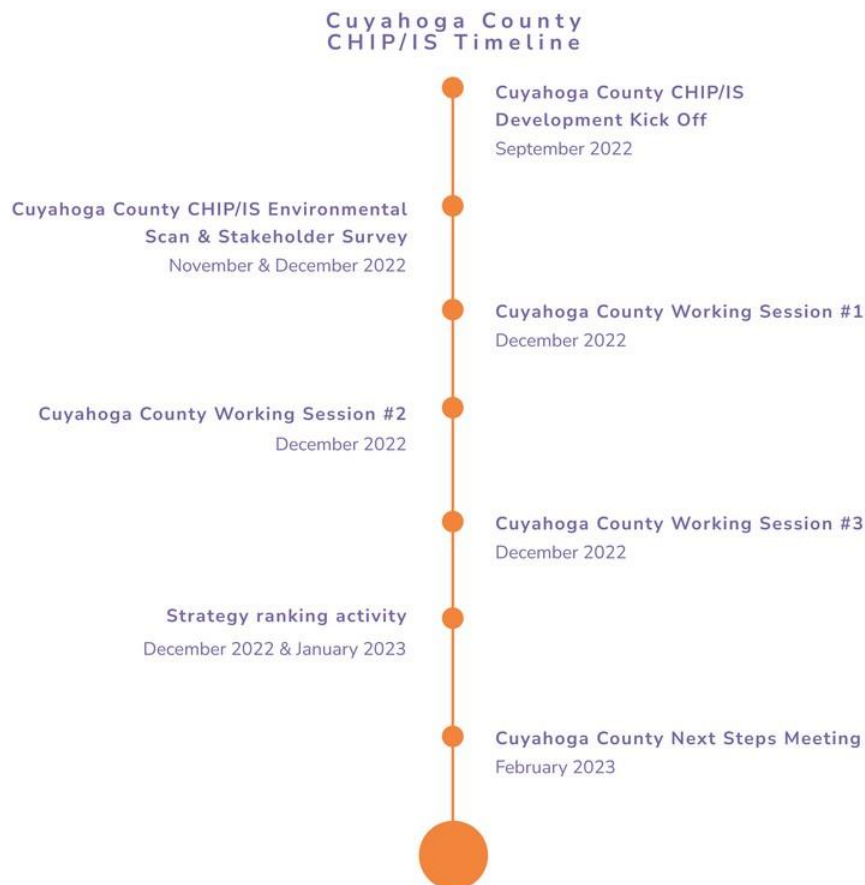 Cuyahoga County
CHIP/IS Timeline
Cuyahoga County CHIP/IS
Development Kick Off
September 2022
Cuyahoga County CHIP/IS Environmental
Scan & Stakeholder Survey
November & December 2022
Cuyahoga County Working Session #1
December 2022
Cuyahoga County Working Session #2
December 2022
Cuyahoga County Working Session #3
December 2022
Strategy ranking activity
December 2022 & January 2023
Cuyahoga County Next Steps Meeting
February 2023